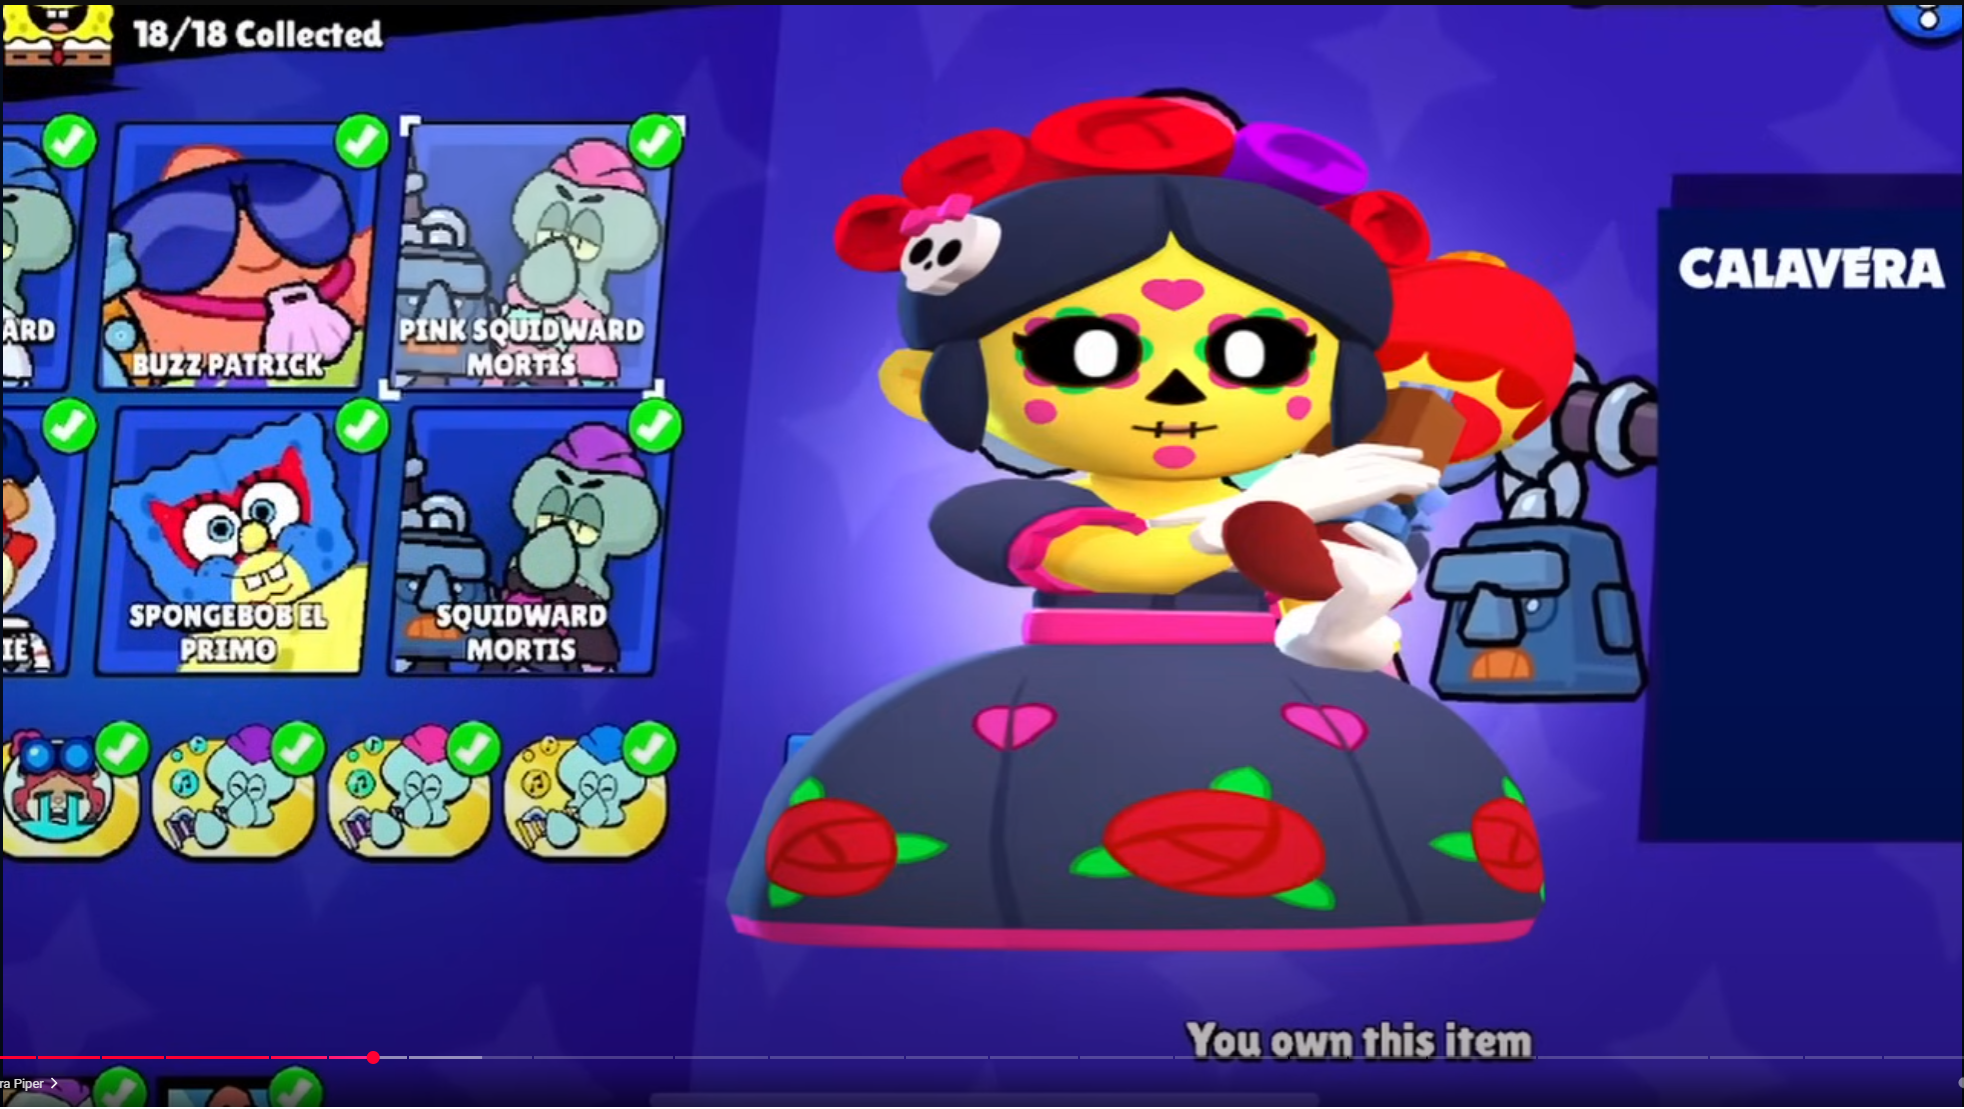 18/18 Collected
ARD
BUZZ PATRICK
PINK SQUIDWARD
MORTIS
CALAVERA
IE
SPONGEBOB EL
PRIMO
SQUIDWARD
MORTIS
You own this item
ra Piper